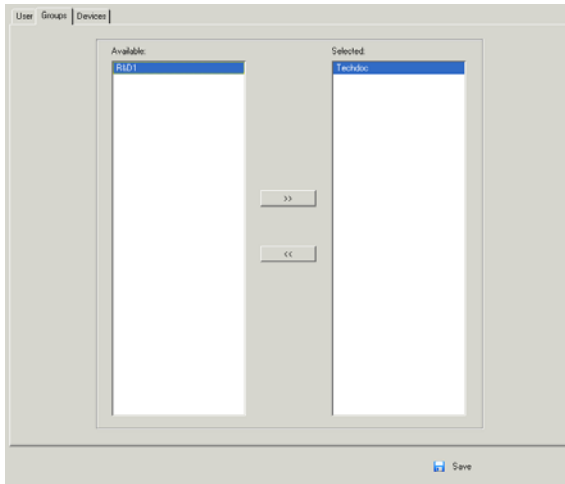 User Groups Devices
Available: Selected:
R&D1 Techdoc
>>
<<
Save